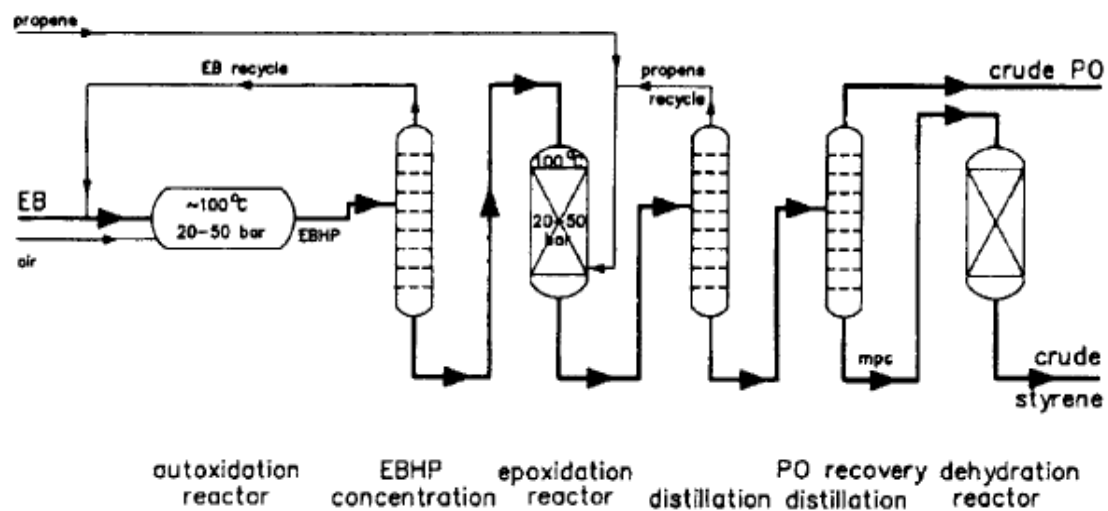 propene
EB recycle
propene
recycle
crude PO
100°C
20-50
bar
EB
~100°C
20-50 bar
EBHP
air
mpc
crude
styrene
autoxidation
reactor
EBHP
concentration
epoxidation
reactor
distillation
PO recovery
distillation
dehydration
reactor